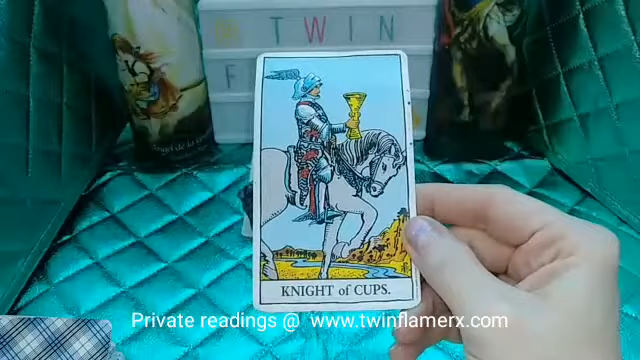 TWIN
F
KNIGHT of CUPS.
Private readings @ www.twinflamerx.com